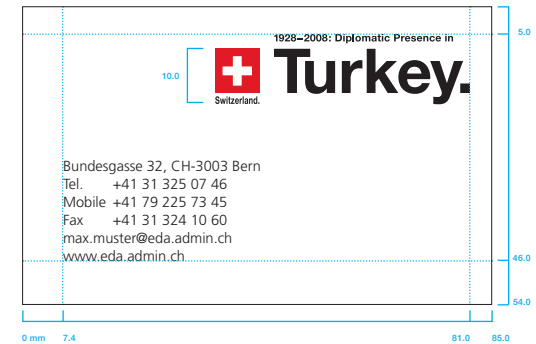 5.0
1928–2008: Diplomatic Presence in
Turkey.
10.0
Switzerland.
Bundesgasse 32, CH-3003 Bern
Tel. +41 31 325 07 46
Mobile +41 79 225 73 45
Fax +41 31 324 10 60
max.muster@eda.admin.ch
www.eda.admin.ch
46.0
54.0
0 mm 7.4 81.0 85.0